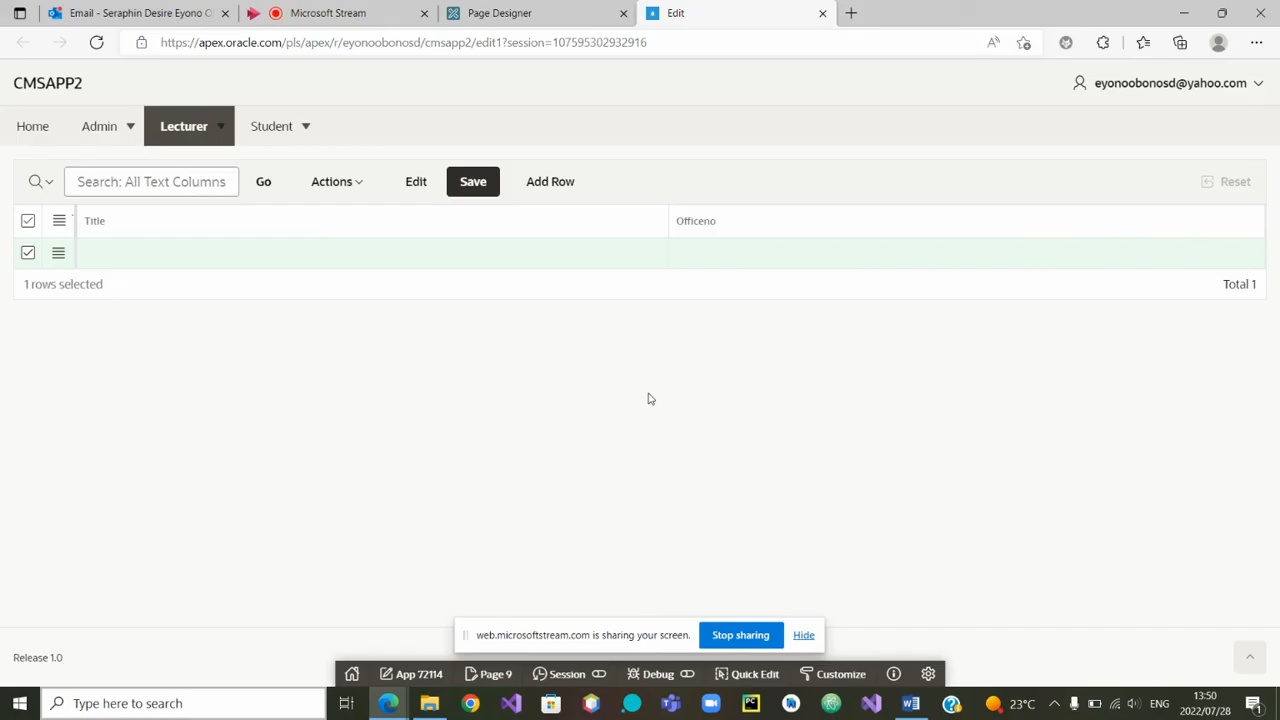 Email - Seraphin Desire Eyono O
Microsoft Stream
Page Designer
Edit
https://apex.oracle.com/pls/apex/r/eyonoobonosd/cmsapp2/edit1?session=107595302932916
CMSAPP2
eyonoobonosd@yahoo.com
Home
Admin
Lecturer
Student
Search: All Text Columns
Go
Actions
Edit
Save
Add Row
Reset
Title
Officeno
1 rows selected
Total 1
web.microsoftstream.com is sharing your screen.
Stop sharing
Hide
Release 1.0
App 72114
Page 9
Session
Debug
Quick Edit
Customize
Type here to search
PC
23°C
ENG
13:50
2022/07/28